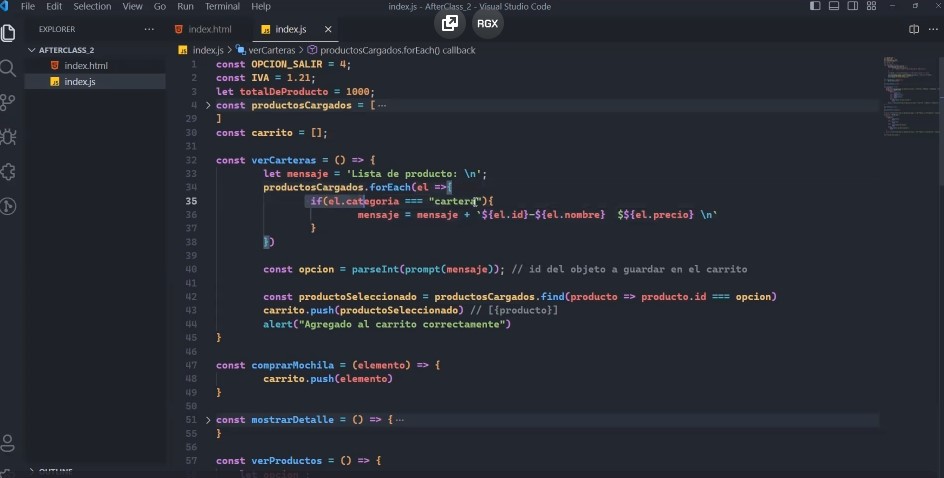 File Edit Selection View Go Run Terminal Help
index.js - AfterClass_2 - Visual Studio Code
RGX
EXPLORER ···
index.html
index.js ×
AFTERCLASS_2
index.html
index.js
index.js > verCarteras > productosCargados.forEach() callback
1 const OPCION_SALIR = 4;
2 const IVA = 1.21;
3 let totalDeProducto = 1000;
4 > const productosCargados = [ ···
29 ]
30 const carrito = [];
31
32 const verCarteras = () => {
33 let mensaje = 'Lista de producto: \n';
34 productosCargados.forEach(el =>{
35 if(el.categoria === "cartera"){
36 mensaje = mensaje + `${el.id}-${el.nombre}  $${el.precio} \n`
37 }
38 })
39
40 const opcion = parseInt(prompt(mensaje)); // id del objeto a guardar en el carrito
41
42 const productoSeleccionado = productosCargados.find(producto => producto.id === opcion)
43 carrito.push(productoSeleccionado) // [{producto}]
44 alert("Agregado al carrito correctamente")
45 }
46
47 const comprarMochila = (elemento) => {
48 carrito.push(elemento)
49 }
50
51 > const mostrarDetalle = () => { ···
55 }
56
57 const verProductos = () => {
let opcion ;
OUTLINE